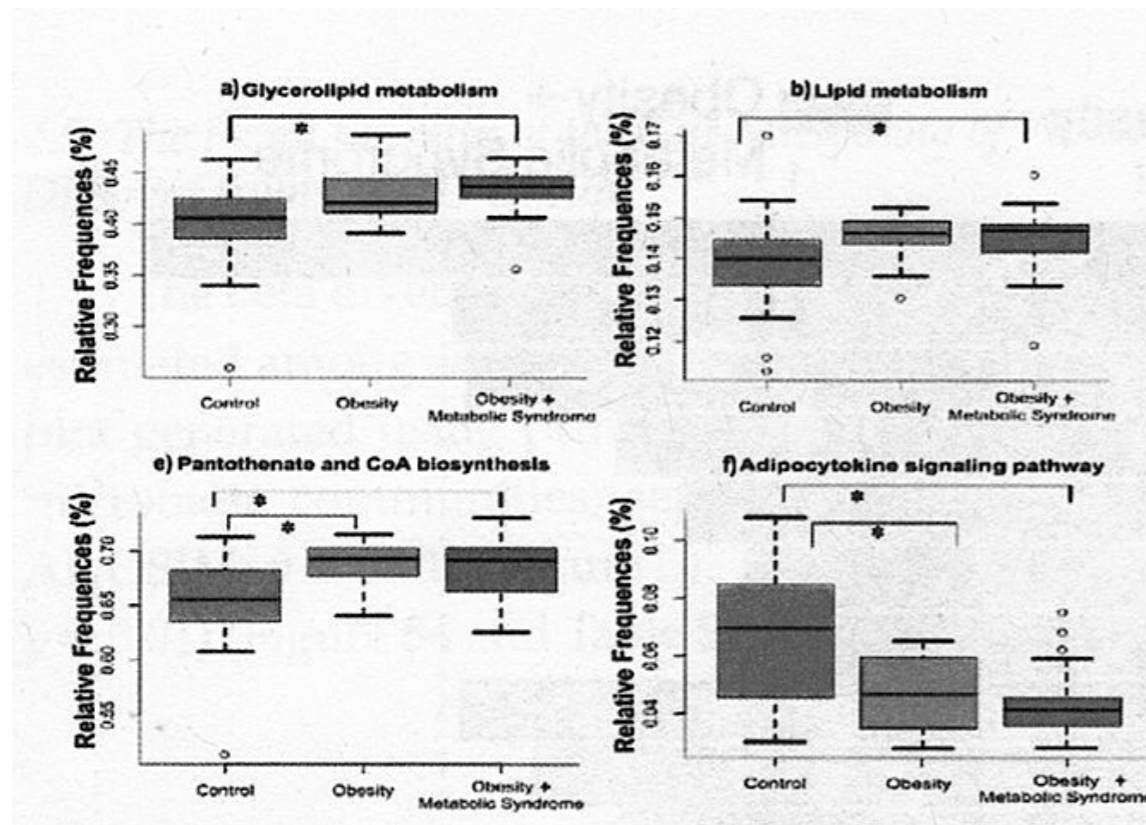 a) Glycerolipid metabolism
Relative Frequences (%)
0.45
0.40
0.35
0.30
*
Control
Obesity
Obesity +
Metabolic Syndrome
b) Lipid metabolism
Relative Frequences (%)
0.17
0.16
0.15
0.14
0.13
0.12
*
Control
Obesity
Obesity +
Metabolic Syndrome
e) Pantothenate and CoA biosynthesis
Relative Frequences (%)
0.70
0.65
0.60
0.55
*
*
Control
Obesity
Obesity +
Metabolic Syndrome
f) Adipocytokine signaling pathway
Relative Frequences (%)
0.10
0.08
0.06
0.04
*
*
Control
Obesity
Obesity +
Metabolic Syndrome